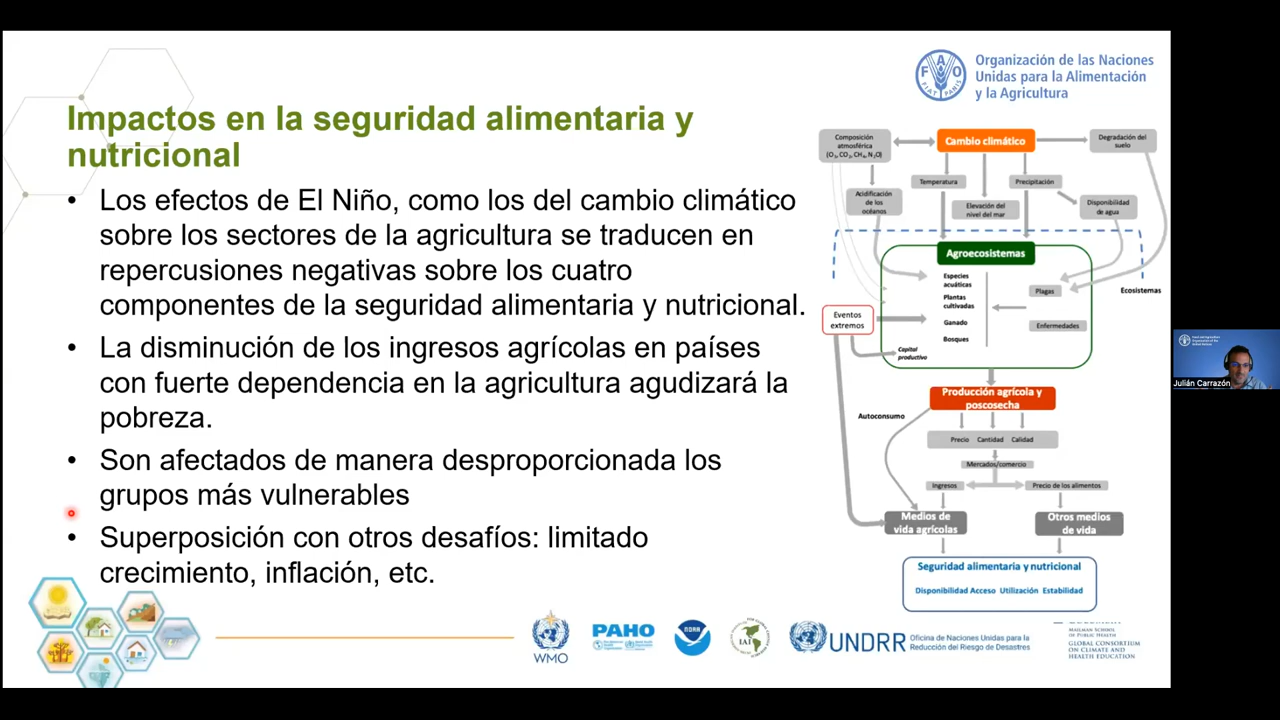 Organización de las Naciones
Unidas para la Alimentación
y la Agricultura
FAO
FIAT PANIS
Impactos en la seguridad alimentaria y
nutricional
• Los efectos de El Niño, como los del cambio climático
sobre los sectores de la agricultura se traducen en
repercusiones negativas sobre los cuatro
componentes de la seguridad alimentaria y nutricional.
• La disminución de los ingresos agrícolas en países
con fuerte dependencia en la agricultura agudizará la
pobreza.
• Son afectados de manera desproporcionada los
grupos más vulnerables
• Superposición con otros desafíos: limitado
crecimiento, inflación, etc.
Composición
atmosférica
(O₃, CO₂, CH₄, N₂O)
Cambio climático
Degradación del
suelo
Temperatura
Precipitación
Acidificación
de los
océanos
Elevación del
nivel del mar
Disponibilidad
de agua
Agroecosistemas
Especies
acuáticas
Plantas
cultivadas
Ganado
Bosques
Plagas
Enfermedades
Ecosistemas
Eventos
extremos
Capital
productivo
Producción agrícola y
poscosecha
Autoconsumo
Precio Cantidad Calidad
Mercados/comercio
Ingresos
Precio de los alimentos
Medios de
vida agrícolas
Otros medios
de vida
Seguridad alimentaria y nutricional
Disponibilidad Acceso Utilización Estabilidad
Julián Carrazón
WMO
PAHO
NOAA
IAI
UNDRR
Oficina de Naciones Unidas para la
Reducción del Riesgo de Desastres
MAILMAN SCHOOL
OF PUBLIC HEALTH
GLOBAL CONSORTIUM
ON CLIMATE AND
HEALTH EDUCATION